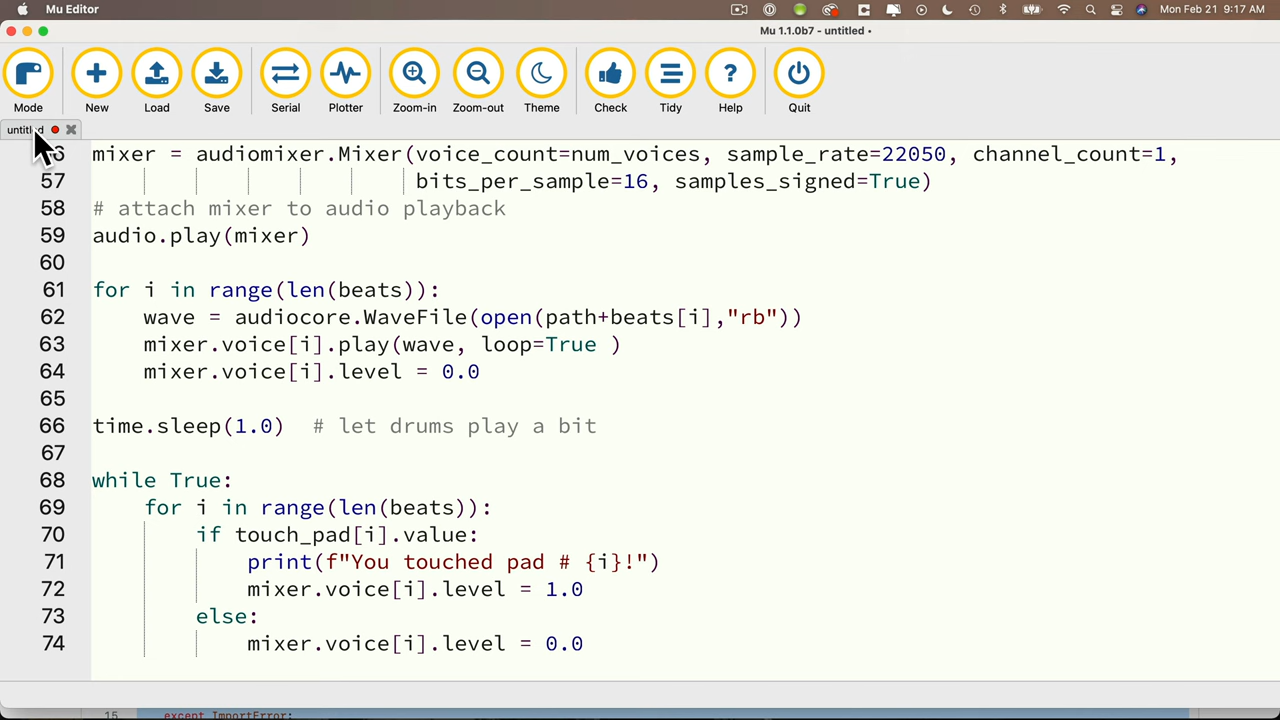 Mu Editor
Mon Feb 21 9:17 AM
Mu 1.1.0b7 - untitled •
Mode
New
Load
Save
Serial
Plotter
Zoom-in
Zoom-out
Theme
Check
Tidy
Help
Quit
6 mixer = audiomixer.Mixer(voice_count=num_voices, sample_rate=22050, channel_count=1,
57 bits_per_sample=16, samples_signed=True)
58 # attach mixer to audio playback
59 audio.play(mixer)
60
61 for i in range(len(beats)):
62 wave = audiocore.WaveFile(open(path+beats[i],"rb"))
63 mixer.voice[i].play(wave, loop=True )
64 mixer.voice[i].level = 0.0
65
66 time.sleep(1.0) # let drums play a bit
67
68 while True:
69 for i in range(len(beats)):
70 if touch_pad[i].value:
71 print(f"You touched pad # {i}!")
72 mixer.voice[i].level = 1.0
73 else:
74 mixer.voice[i].level = 0.0
15 except ImportError: